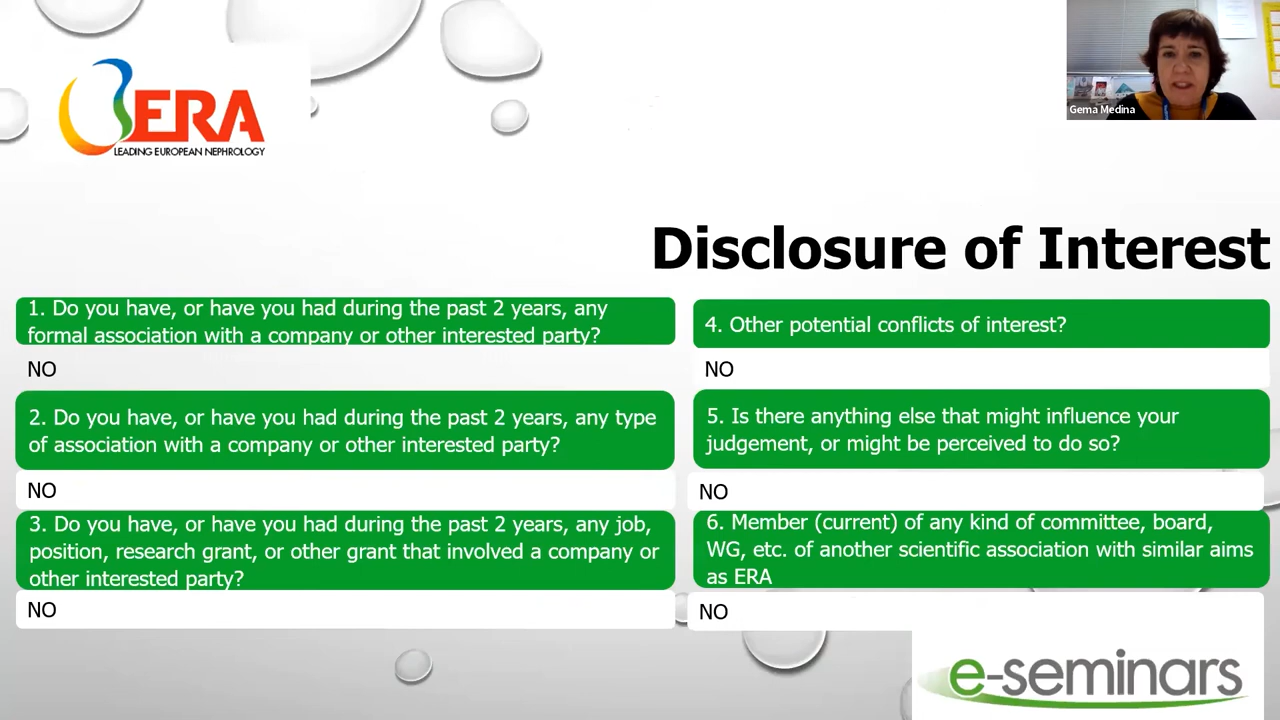 ERA
LEADING EUROPEAN NEPHROLOGY
Gema Medina
Disclosure of Interest
1. Do you have, or have you had during the past 2 years, any
formal association with a company or other interested party?
NO
2. Do you have, or have you had during the past 2 years, any type
of association with a company or other interested party?
NO
3. Do you have, or have you had during the past 2 years, any job,
position, research grant, or other grant that involved a company or
other interested party?
NO
4. Other potential conflicts of interest?
NO
5. Is there anything else that might influence your
judgement, or might be perceived to do so?
NO
6. Member (current) of any kind of committee, board,
WG, etc. of another scientific association with similar aims
as ERA
NO
e-seminars